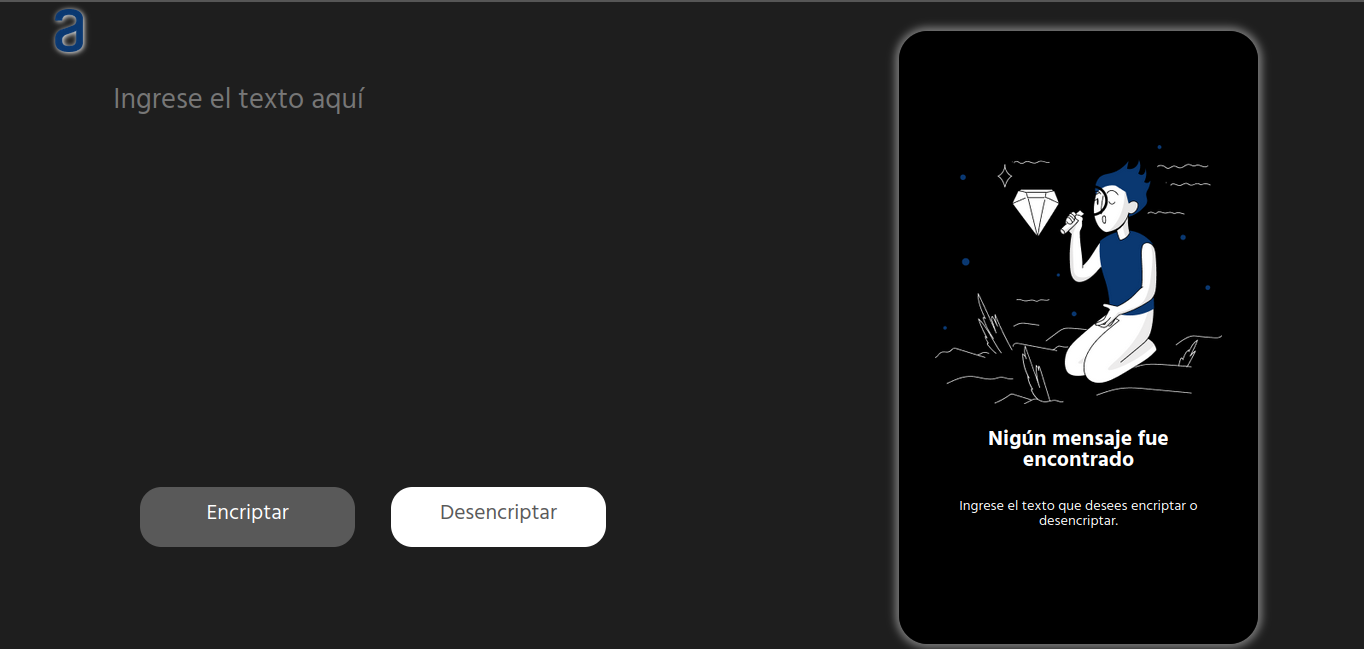 a
Ingrese el texto aquí
Encriptar
Desencriptar
Nigún mensaje fue
encontrado
Ingrese el texto que desees encriptar o
desencriptar.